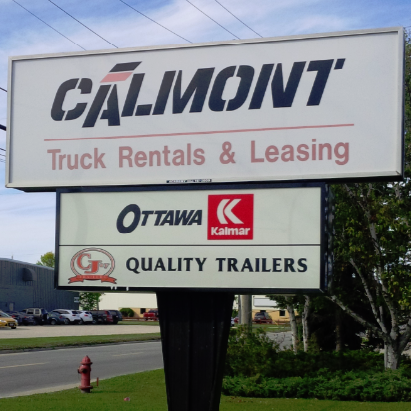 CALMONT
Truck Rentals & Leasing
OTTAWA Kalmar
QUALITY TRAILERS